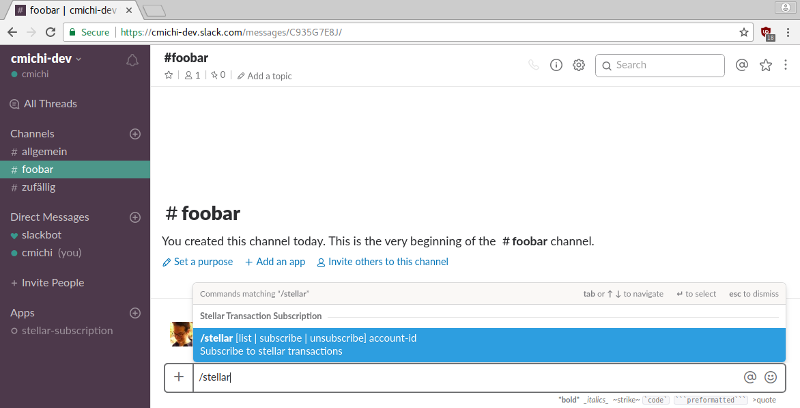 foobar | cmichi-dev
Secure | https://cmichi-dev.slack.com/messages/C935G7E8J/
cmichi-dev
cmichi
All Threads
Channels
# allgemein
# foobar
# zufällig
Direct Messages
slackbot
cmichi (you)
+ Invite People
Apps
stellar-subscription
#foobar
1 | 0 | Add a topic
Search
# foobar
You created this channel today. This is the very beginning of the # foobar channel.
Set a purpose + Add an app Invite others to this channel
Commands matching "/stellar" tab or ↑ ↓ to navigate ↵ to select esc to dismiss
Stellar Transaction Subscription
/stellar [list | subscribe | unsubscribe] account-id
Subscribe to stellar transactions
+ /stellar
*bold* _italics_ ~strike~ `code` ```preformatted``` >quote